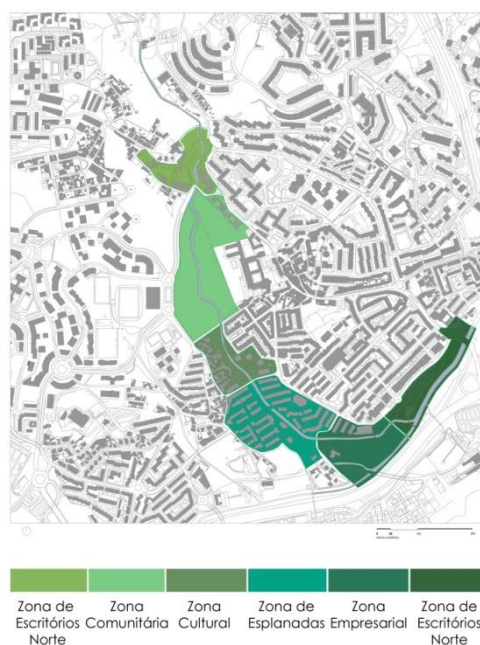 Zona de
Escritórios
Norte
Zona
Comunitária
Zona
Cultural
Zona de
Esplanadas
Zona
Empresarial
Zona de
Escritórios
Norte